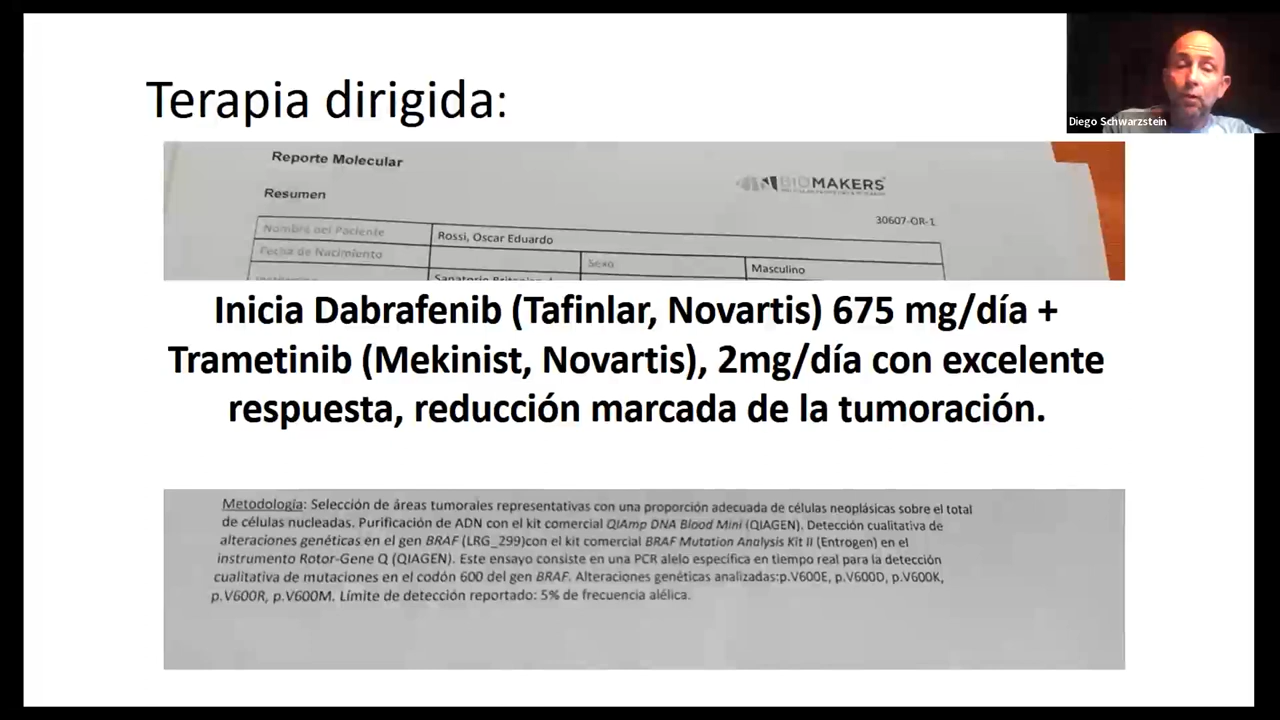 Terapia dirigida:
Diego Schwarzstein
Reporte Molecular
BIOMAKERS
Resumen
30607-OR-1
Nombre del Paciente
Rossi, Oscar Eduardo
Fecha de Nacimiento
Sexo
Masculino
Inicia Dabrafenib (Tafinlar, Novartis) 675 mg/día +
Trametinib (Mekinist, Novartis), 2mg/día con excelente
respuesta, reducción marcada de la tumoración.
Metodología: Selección de áreas tumorales representativas con una proporción adecuada de células neoplásicas sobre el total
de células nucleadas. Purificación de ADN con el kit comercial QIAmp DNA Blood Mini (QIAGEN). Detección cualitativa de
alteraciones genéticas en el gen BRAF (LRG_299)con el kit comercial BRAF Mutation Analysis Kit II (Entrogen) en el
instrumento Rotor-Gene Q (QIAGEN). Este ensayo consiste en una PCR alelo específica en tiempo real para la detección
cualitativa de mutaciones en el codón 600 del gen BRAF. Alteraciones genéticas analizadas:p.V600E, p.V600D, p.V600K,
p.V600R, p.V600M. Límite de detección reportado: 5% de frecuencia alélica.